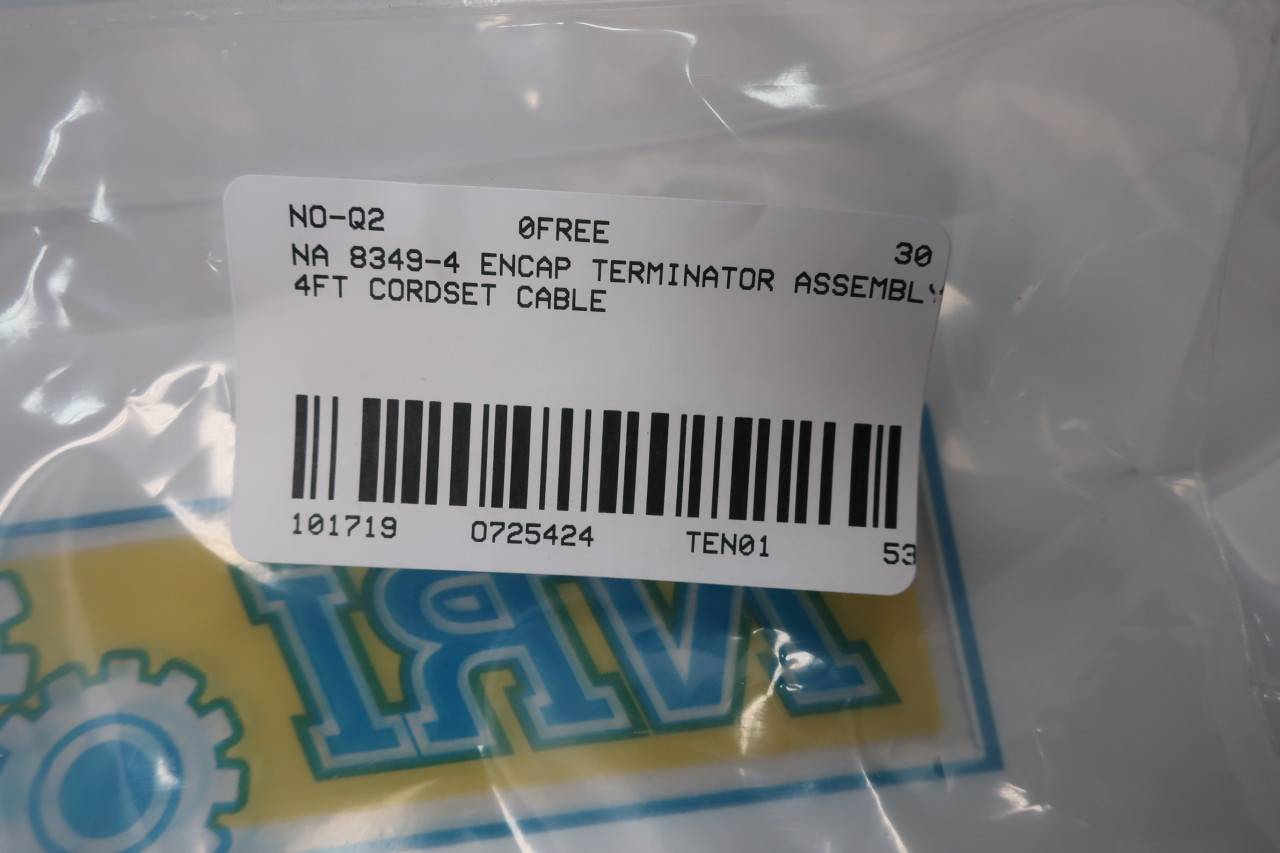 NO-Q2 0FREE 30
NA 8349-4 ENCAP TERMINATOR ASSEMBLY
4FT CORDSET CABLE
101719 0725424 TEN01 53